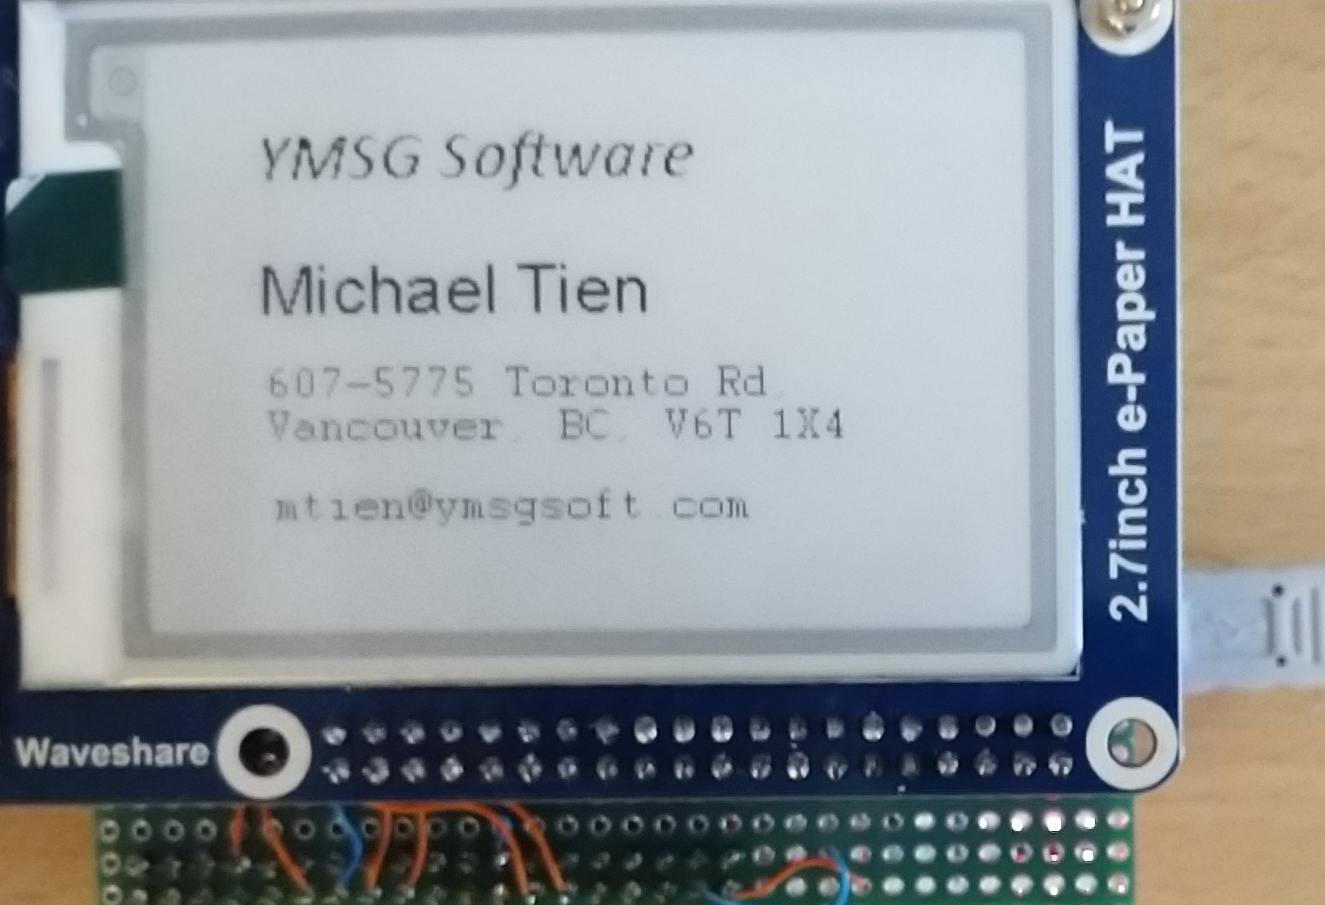 YMSG Software
Michael Tien
607-5775 Toronto Rd.
Vancouver, BC, V6T 1X4
mtien@ymsgsoft.com
2.7inch e-Paper HAT
Waveshare